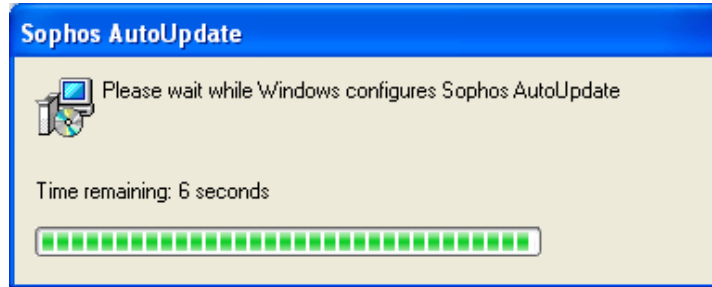 Sophos AutoUpdate
Please wait while Windows configures Sophos AutoUpdate
Time remaining: 6 seconds